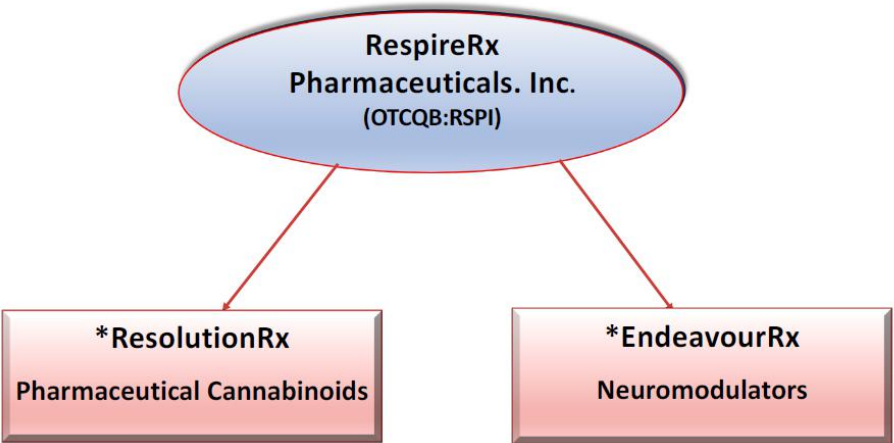 RespireRx
Pharmaceuticals. Inc.
(OTCQB:RSPI)
*ResolutionRx
Pharmaceutical Cannabinoids
*EndeavourRx
Neuromodulators